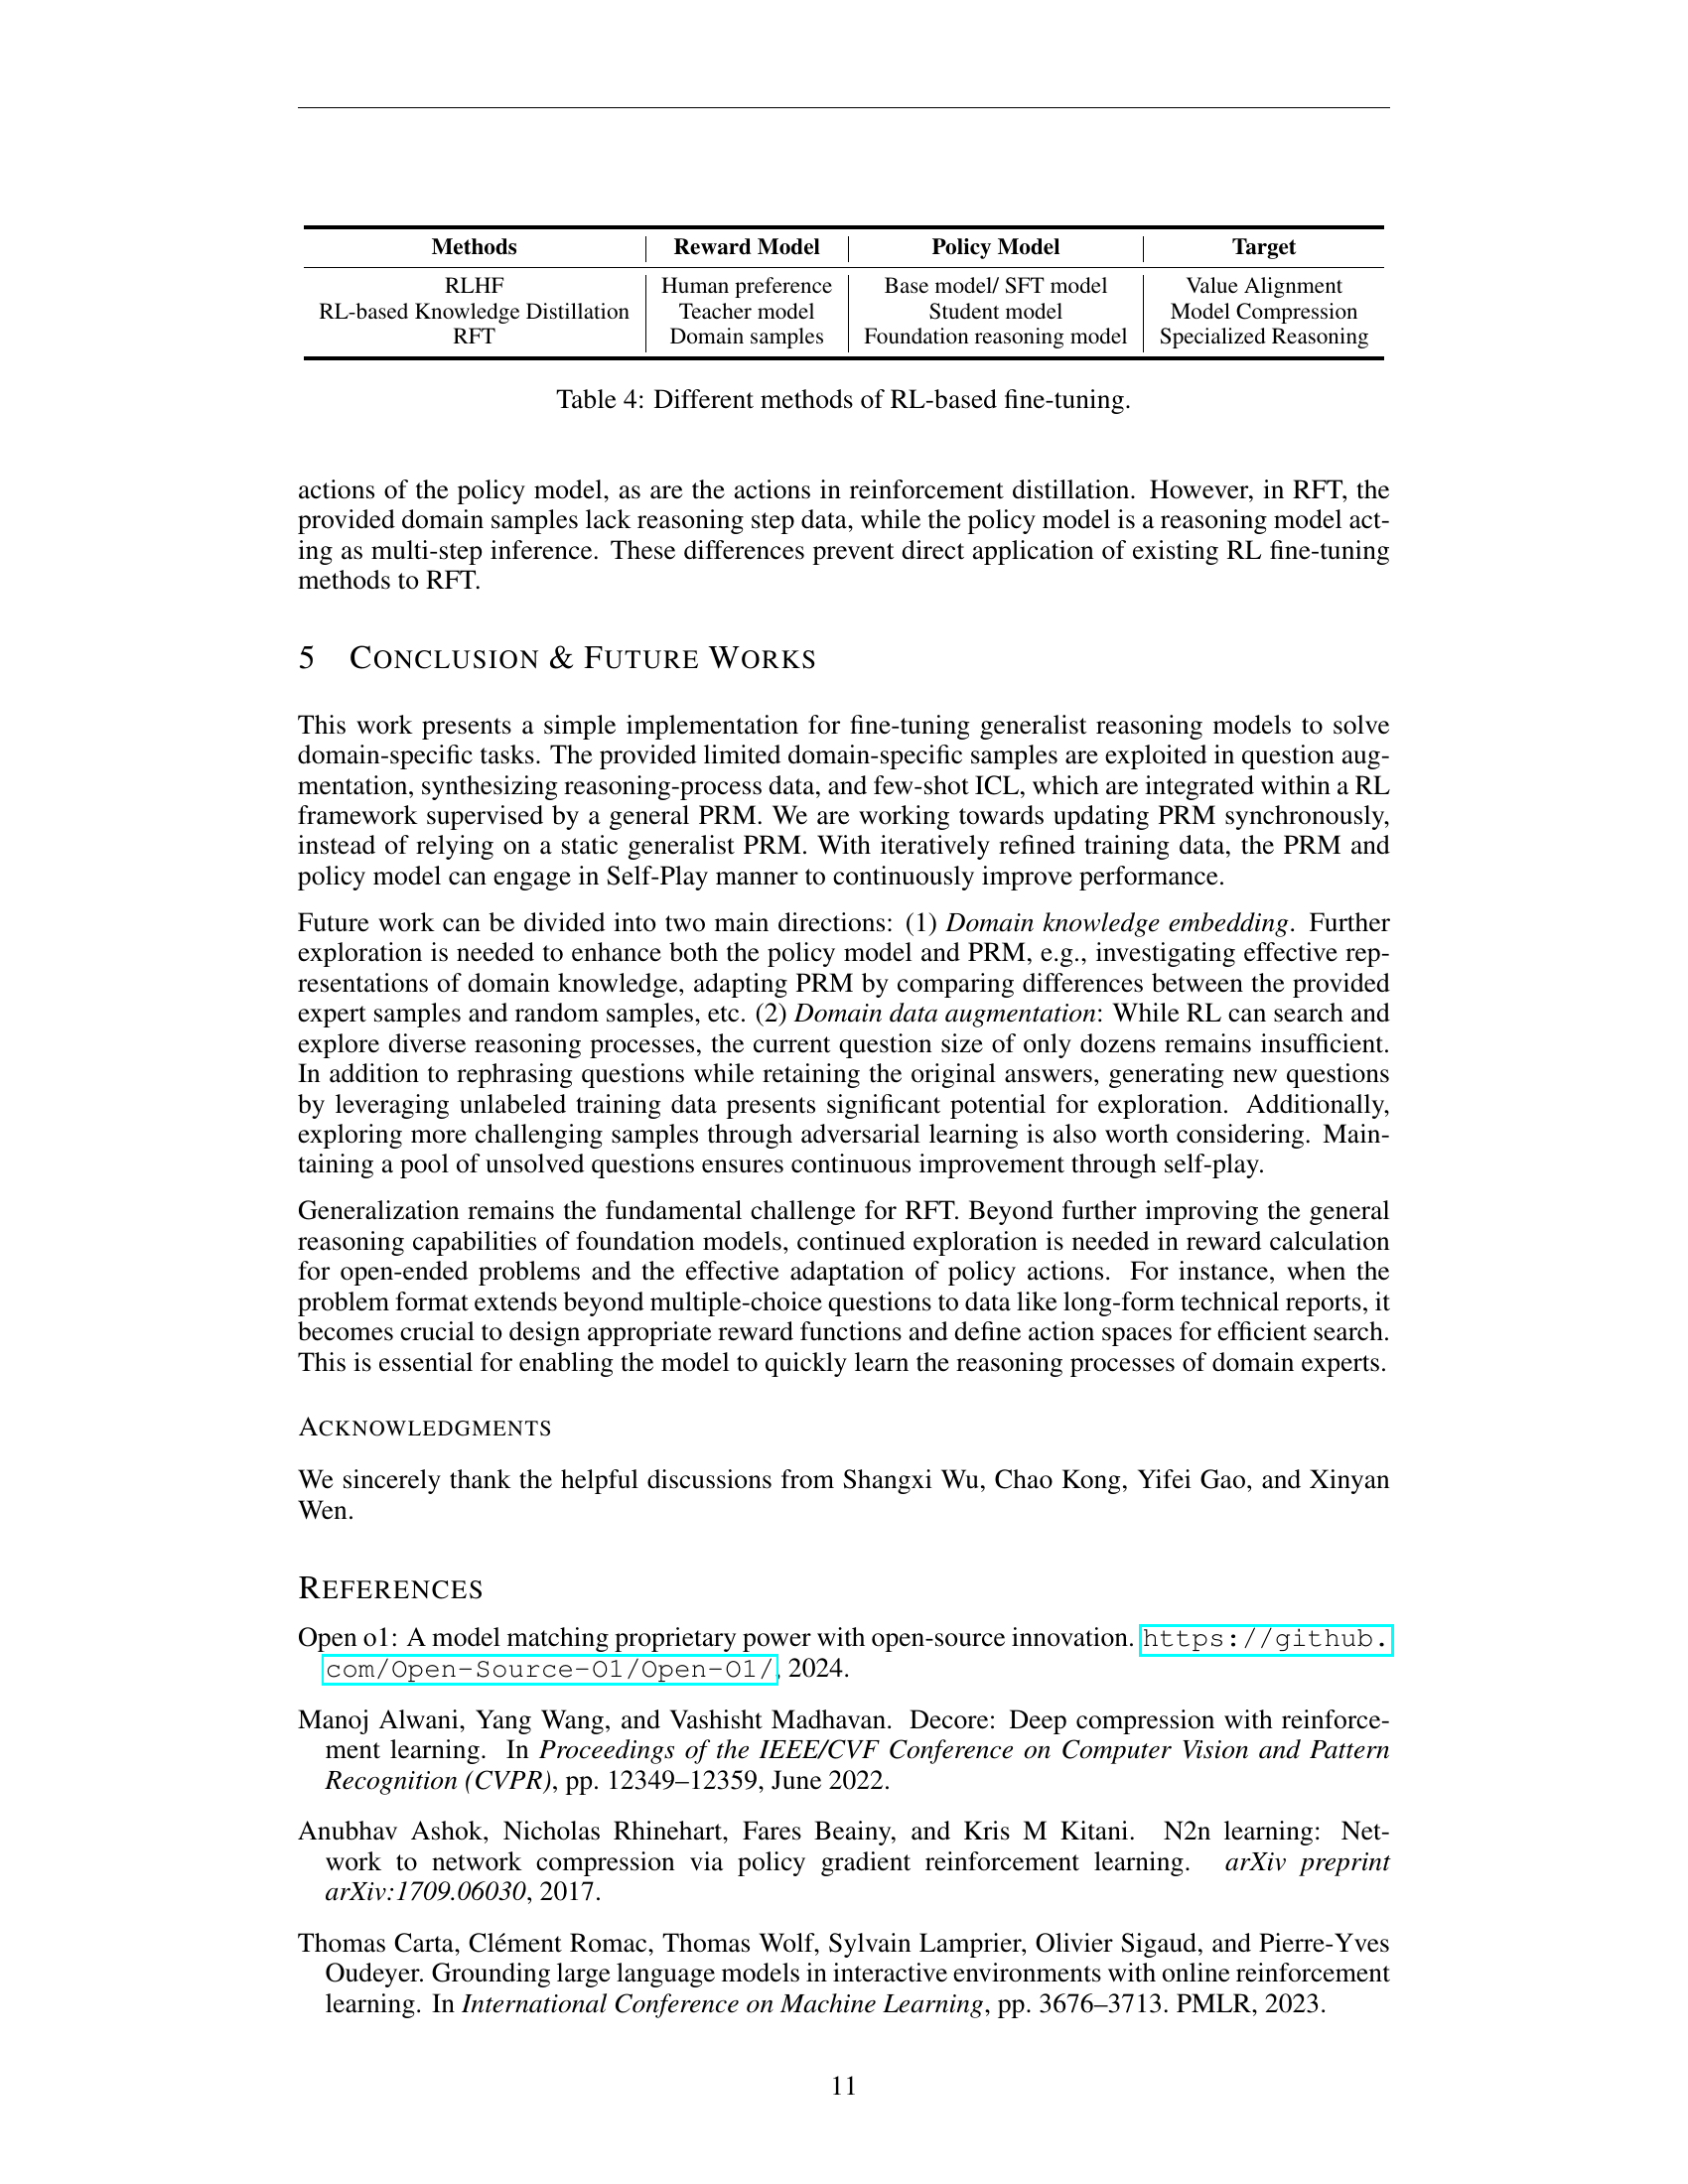 Methods Reward Model Policy Model Target
RLHF Human preference Base model/ SFT model Value Alignment
RL-based Knowledge Distillation Teacher model Student model Model Compression
RFT Domain samples Foundation reasoning model Specialized Reasoning
Table 4: Different methods of RL-based fine-tuning.
actions of the policy model, as are the actions in reinforcement distillation. However, in RFT, the
provided domain samples lack reasoning step data, while the policy model is a reasoning model act-
ing as multi-step inference. These differences prevent direct application of existing RL fine-tuning
methods to RFT.
5 CONCLUSION & FUTURE WORKS
This work presents a simple implementation for fine-tuning generalist reasoning models to solve
domain-specific tasks. The provided limited domain-specific samples are exploited in question aug-
mentation, synthesizing reasoning-process data, and few-shot ICL, which are integrated within a RL
framework supervised by a general PRM. We are working towards updating PRM synchronously,
instead of relying on a static generalist PRM. With iteratively refined training data, the PRM and
policy model can engage in Self-Play manner to continuously improve performance.
Future work can be divided into two main directions: (1) Domain knowledge embedding. Further
exploration is needed to enhance both the policy model and PRM, e.g., investigating effective rep-
resentations of domain knowledge, adapting PRM by comparing differences between the provided
expert samples and random samples, etc. (2) Domain data augmentation: While RL can search and
explore diverse reasoning processes, the current question size of only dozens remains insufficient.
In addition to rephrasing questions while retaining the original answers, generating new questions
by leveraging unlabeled training data presents significant potential for exploration. Additionally,
exploring more challenging samples through adversarial learning is also worth considering. Main-
taining a pool of unsolved questions ensures continuous improvement through self-play.
Generalization remains the fundamental challenge for RFT. Beyond further improving the general
reasoning capabilities of foundation models, continued exploration is needed in reward calculation
for open-ended problems and the effective adaptation of policy actions. For instance, when the
problem format extends beyond multiple-choice questions to data like long-form technical reports, it
becomes crucial to design appropriate reward functions and define action spaces for efficient search.
This is essential for enabling the model to quickly learn the reasoning processes of domain experts.
ACKNOWLEDGMENTS
We sincerely thank the helpful discussions from Shangxi Wu, Chao Kong, Yifei Gao, and Xinyan
Wen.
REFERENCES
Open o1: A model matching proprietary power with open-source innovation. https://github.
com/Open-Source-O1/Open-O1/, 2024.
Manoj Alwani, Yang Wang, and Vashisht Madhavan. Decore: Deep compression with reinforce-
ment learning. In Proceedings of the IEEE/CVF Conference on Computer Vision and Pattern
Recognition (CVPR), pp. 12349–12359, June 2022.
Anubhav Ashok, Nicholas Rhinehart, Fares Beainy, and Kris M Kitani. N2n learning: Net-
work to network compression via policy gradient reinforcement learning. arXiv preprint
arXiv:1709.06030, 2017.
Thomas Carta, Clément Romac, Thomas Wolf, Sylvain Lamprier, Olivier Sigaud, and Pierre-Yves
Oudeyer. Grounding large language models in interactive environments with online reinforcement
learning. In International Conference on Machine Learning, pp. 3676–3713. PMLR, 2023.
11